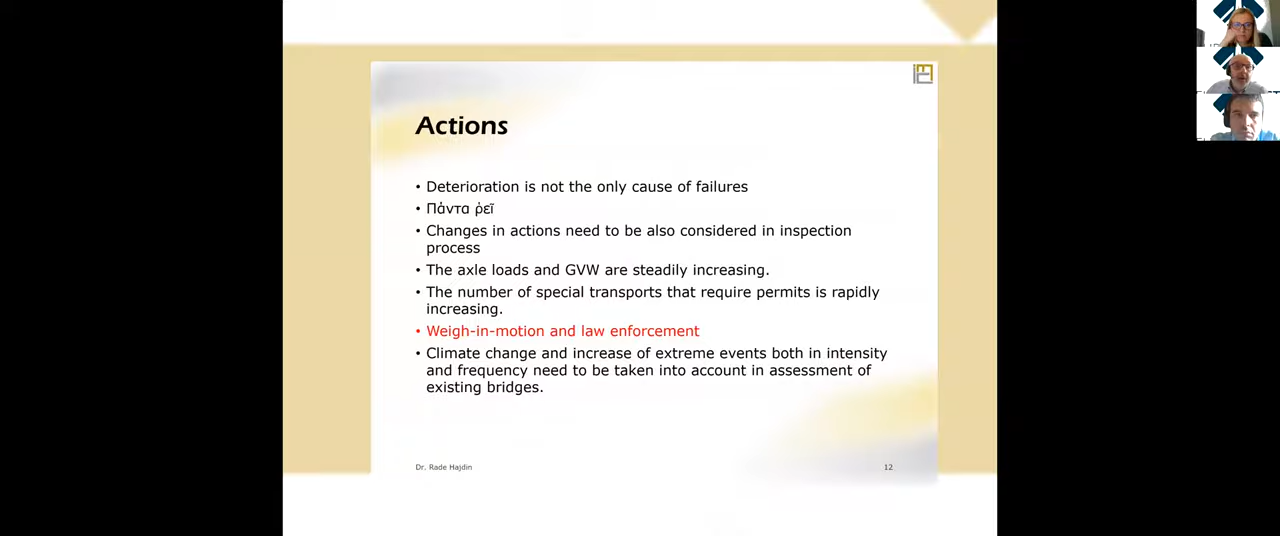 Actions
• Deterioration is not the only cause of failures
• Πάντα ῥεῖ
• Changes in actions need to be also considered in inspection
process
• The axle loads and GVW are steadily increasing.
• The number of special transports that require permits is rapidly
increasing.
• Weigh-in-motion and law enforcement
• Climate change and increase of extreme events both in intensity
and frequency need to be taken into account in assessment of
existing bridges.
Dr. Rade Hajdin
12